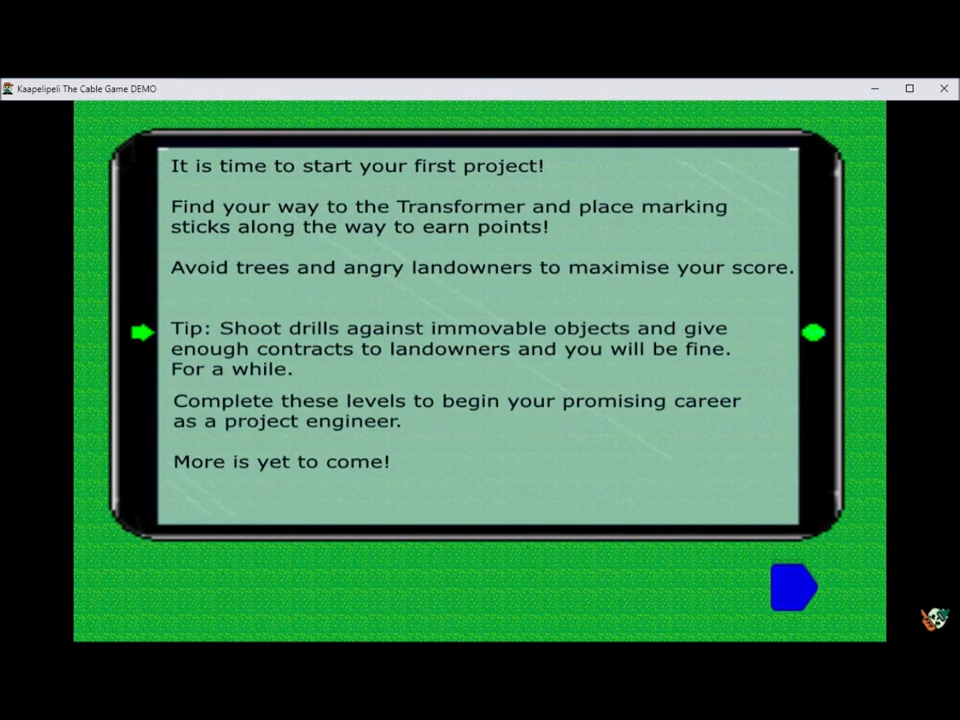 Kaapelipeli The Cable Game DEMO
It is time to start your first project!
Find your way to the Transformer and place marking
sticks along the way to earn points!
Avoid trees and angry landowners to maximise your score.
Tip: Shoot drills against immovable objects and give
enough contracts to landowners and you will be fine.
For a while.
Complete these levels to begin your promising career
as a project engineer.
More is yet to come!